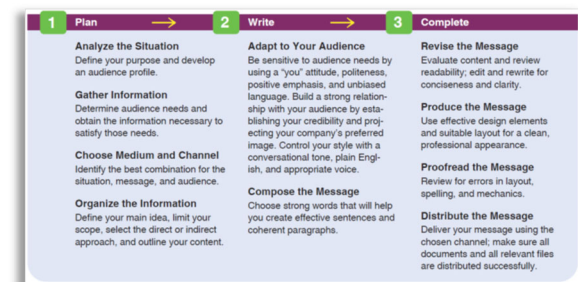 1 Plan → 2 Write → 3 Complete
Analyze the Situation
Define your purpose and develop
an audience profile.
Gather Information
Determine audience needs and
obtain the information necessary to
satisfy those needs.
Choose Medium and Channel
Identify the best combination for the
situation, message, and audience.
Organize the Information
Define your main idea, limit your
scope, select the direct or indirect
approach, and outline your content.
Adapt to Your Audience
Be sensitive to audience needs by
using a “you” attitude, politeness,
positive emphasis, and unbiased
language. Build a strong relation-
ship with your audience by esta-
blishing your credibility and proj-
ecting your company's preferred
image. Control your style with a
conversational tone, plain Engl-
ish, and appropriate voice.
Compose the Message
Choose strong words that will help
you create effective sentences and
coherent paragraphs.
Revise the Message
Evaluate content and review
readability; edit and rewrite for
conciseness and clarity.
Produce the Message
Use effective design elements
and suitable layout for a clean,
professional appearance.
Proofread the Message
Review for errors in layout,
spelling, and mechanics.
Distribute the Message
Deliver your message using the
chosen channel; make sure all
documents and all relevant files
are distributed successfully.